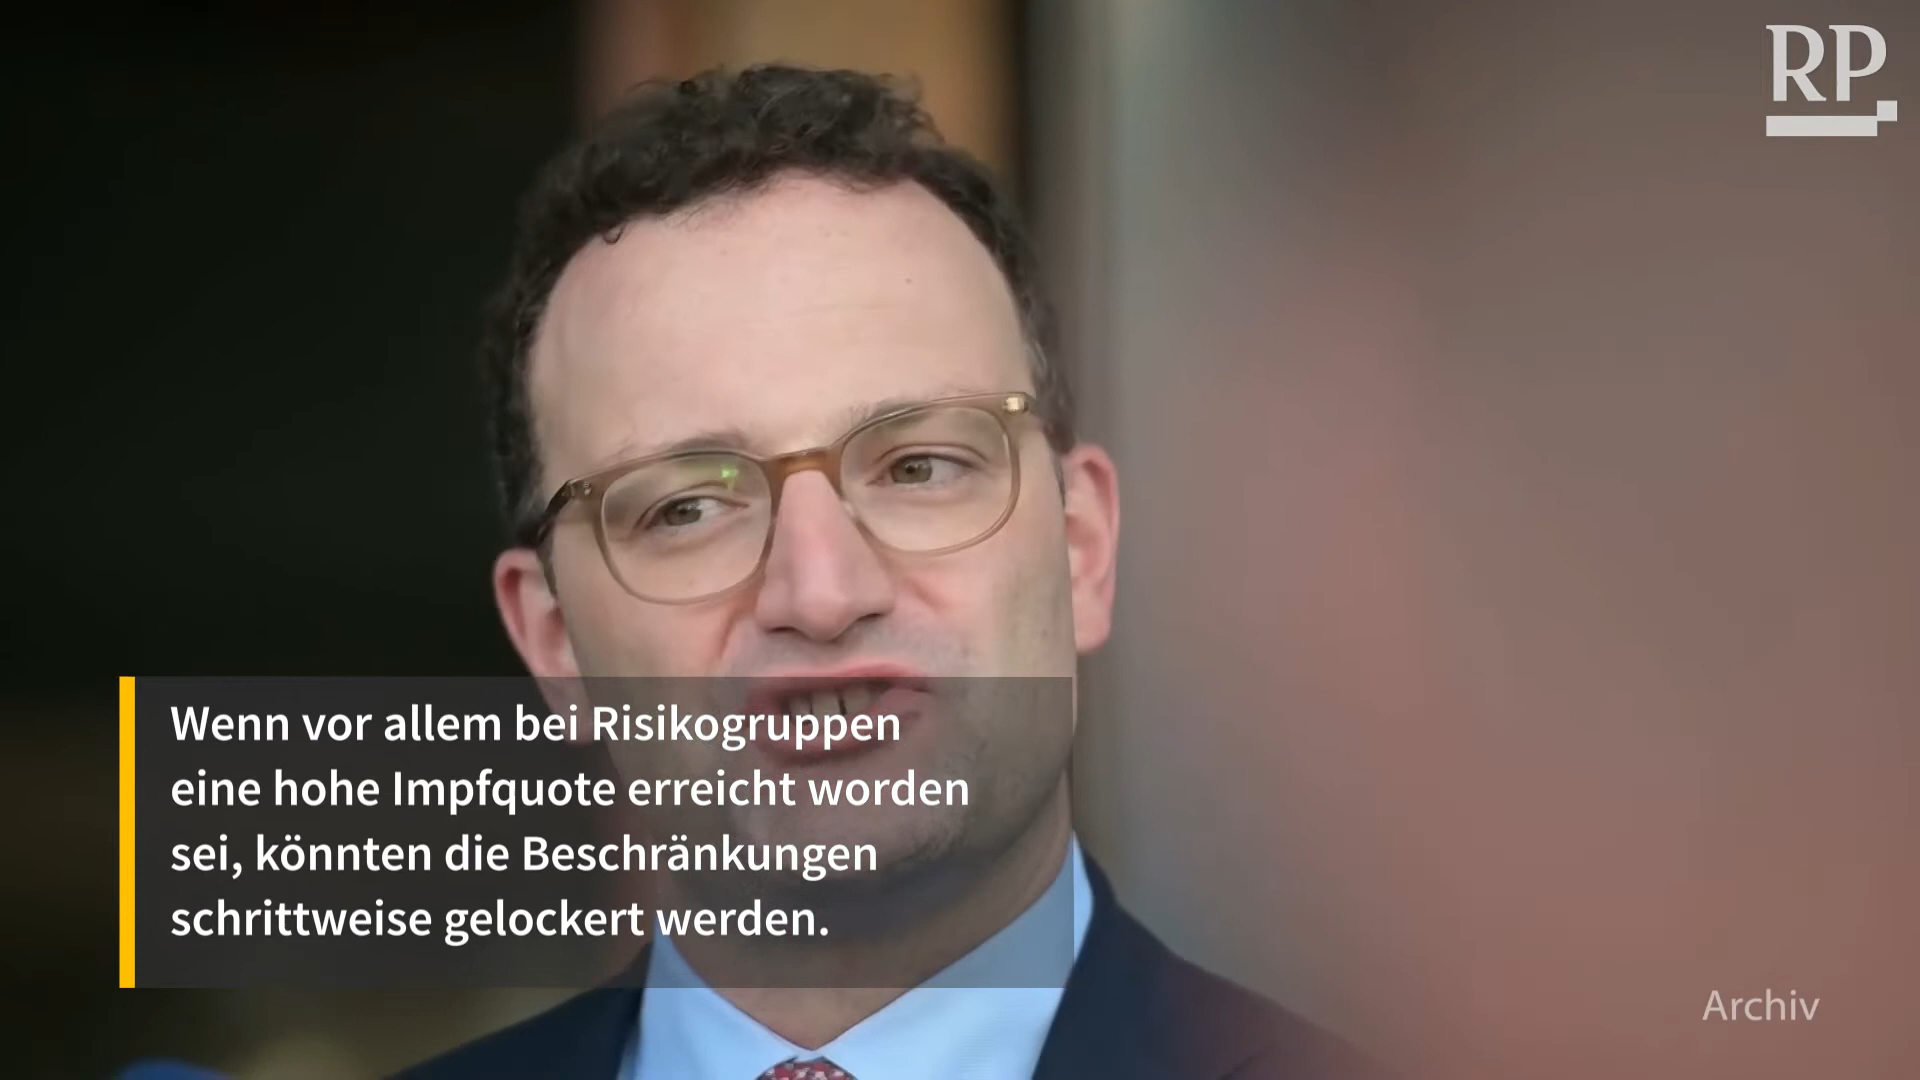 RP
Wenn vor allem bei Risikogruppen
eine hohe Impfquote erreicht worden
sei, könnten die Beschränkungen
schrittweise gelockert werden.
Archiv